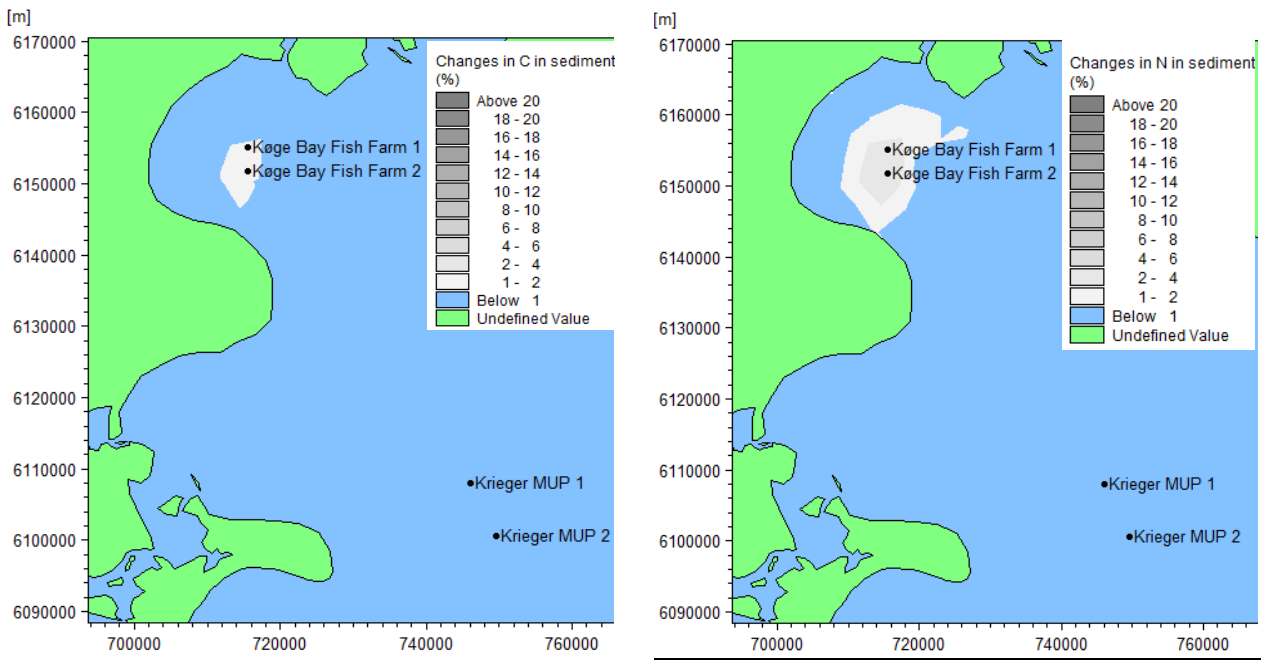 [m]
6170000
6160000
6150000
6140000
6130000
6120000
6110000
6100000
6090000
700000 720000 740000 760000
Changes in C in sediment
(%)
Above 20
18 - 20
16 - 18
14 - 16
12 - 14
10 - 12
8 - 10
6 - 8
4 - 6
2 - 4
1 - 2
Below 1
Undefined Value
Køge Bay Fish Farm 1
Køge Bay Fish Farm 2
Krieger MUP 1
Krieger MUP 2
[m]
6170000
6160000
6150000
6140000
6130000
6120000
6110000
6100000
6090000
700000 720000 740000 760000
Changes in N in sediment
(%)
Above 20
18 - 20
16 - 18
14 - 16
12 - 14
10 - 12
8 - 10
6 - 8
4 - 6
2 - 4
1 - 2
Below 1
Undefined Value
Køge Bay Fish Farm 1
Køge Bay Fish Farm 2
Krieger MUP 1
Krieger MUP 2